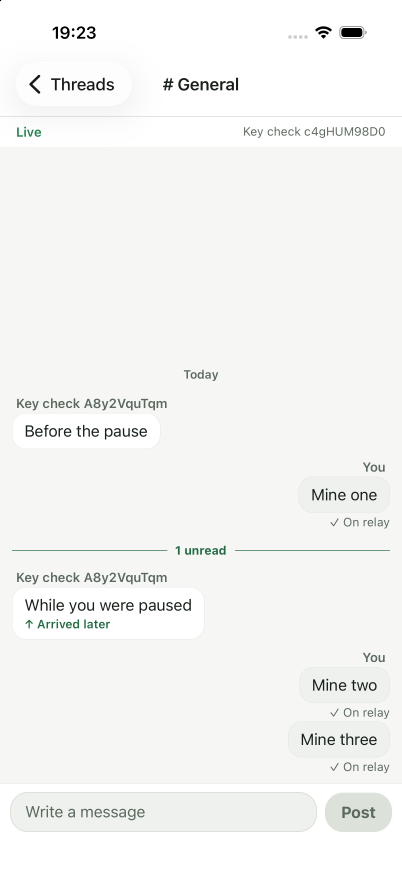 19:23
Threads
# General
Live
Key check c4gHUM98D0
Today
Key check A8y2VquTqm
Before the pause
You
Mine one
✓ On relay
1 unread
Key check A8y2VquTqm
While you were paused
↑ Arrived later
You
Mine two
✓ On relay
Mine three
✓ On relay
Write a message
Post